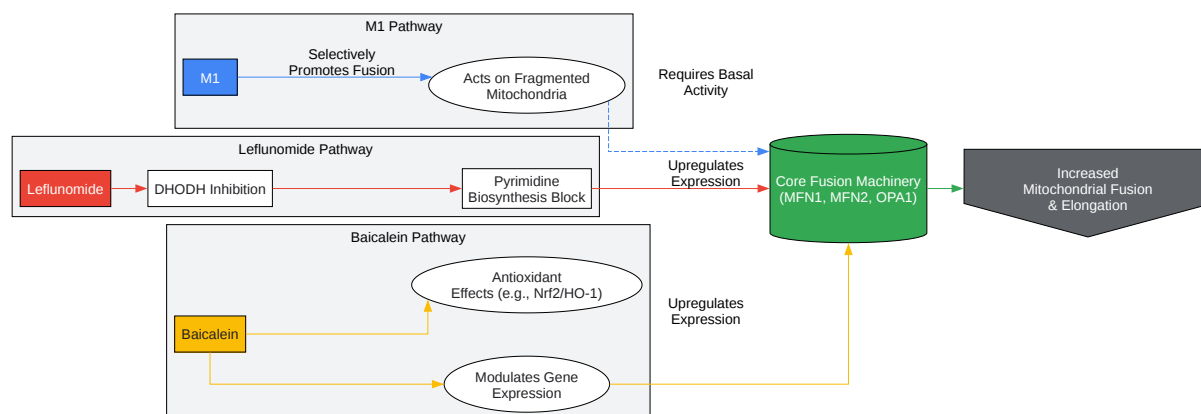 M1 Pathway
M1
Selectively
Promotes Fusion
Acts on Fragmented
Mitochondria
Requires Basal
Activity
Leflunomide Pathway
Leflunomide
DHODH Inhibition
Pyrimidine
Biosynthesis Block
Upregulates
Expression
Core Fusion Machinery
(MFN1, MFN2, OPA1)
Increased
Mitochondrial Fusion
& Elongation
Baicalein Pathway
Baicalein
Antioxidant
Effects (e.g., Nrf2/HO-1)
Modulates Gene
Expression
Upregulates
Expression